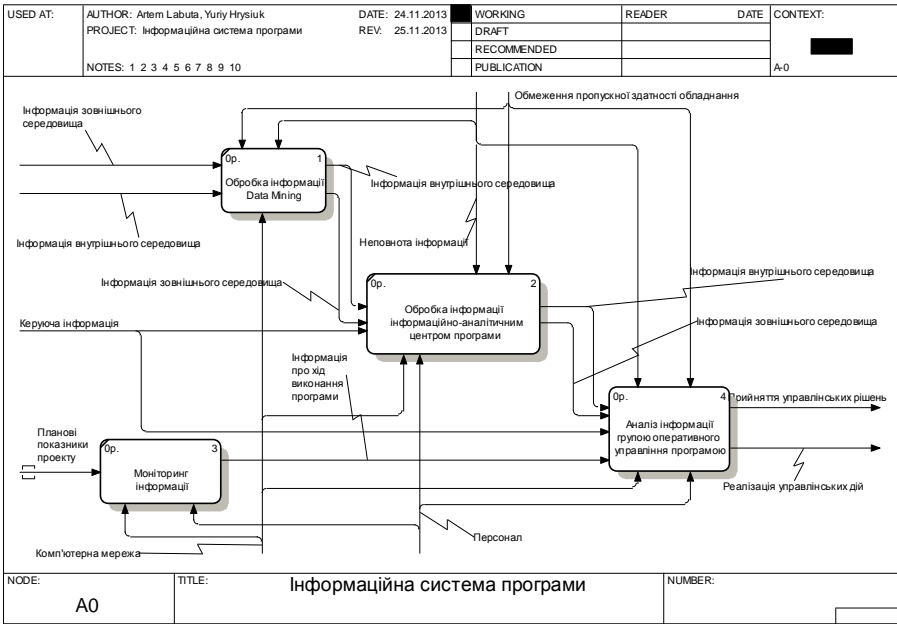 USED AT:
AUTHOR: Artem Labuta, Yuriy Hrysiuk
DATE: 24.11.2013
WORKING
READER
DATE
CONTEXT:
PROJECT: Інформаційна система програми
REV: 25.11.2013
DRAFT
RECOMMENDED
NOTES: 1 2 3 4 5 6 7 8 9 10
PUBLICATION
A-0
Інформація зовнішнього
середовища
Обмеження пропускної здатності обладнання
0р.
1
Обробка інформації
Data Mining
Інформація внутрішнього середовища
Інформація внутрішнього середовища
Неповнота інформації
Інформація зовнішнього середовища
0р.
2
Обробка інформації
інформаційно-аналітичним
центром програми
Інформація внутрішнього середовища
Керуюча інформація
Інформація зовнішнього середовища
Інформація
про хід
виконання
програми
0р.
4
Аналіз інформації
групою оперативного
управління програмою
Прийняття управлінських рішень
Планові
показники
проекту
0р.
3
Моніторинг
інформації
Реалізація управлінських дій
Персонал
Комп'ютерна мережа
NODE:
TITLE:
Інформаційна система програми
NUMBER:
A0